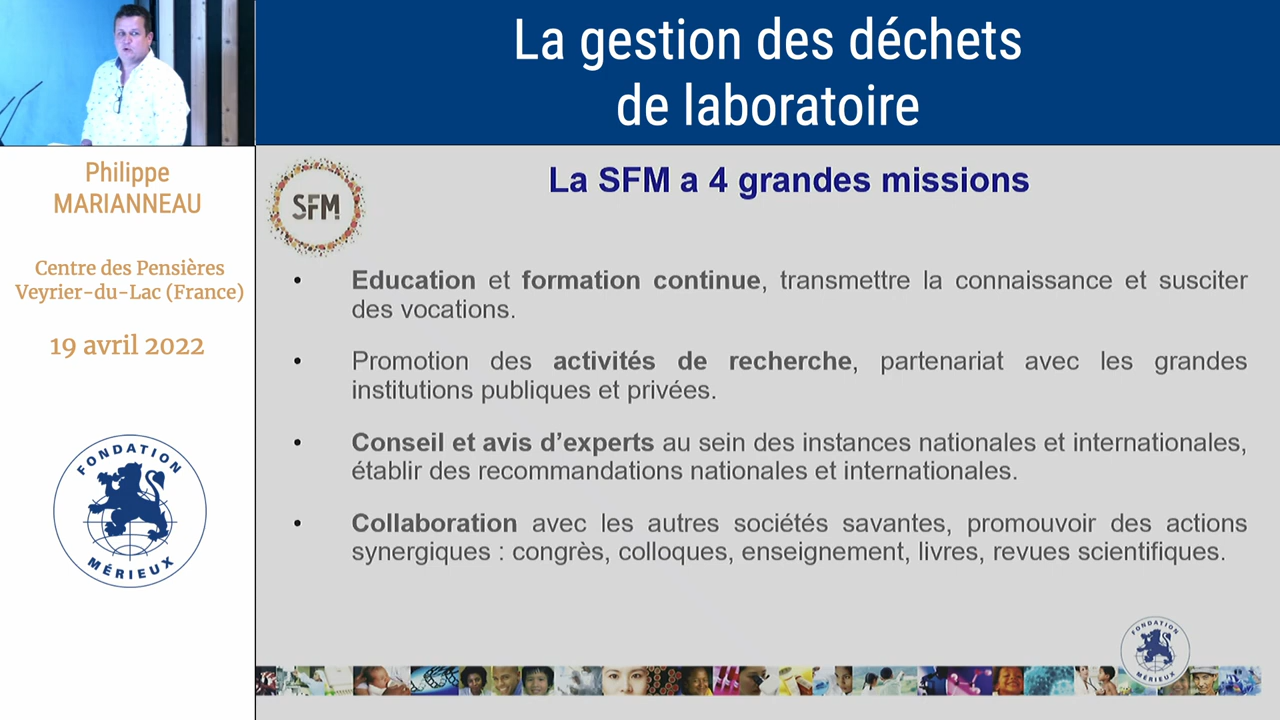 La gestion des déchets
de laboratoire
Philippe
MARIANNEAU
Centre des Pensières
Veyrier-du-Lac (France)
19 avril 2022
FONDATION
MÉRIEUX
SFM
La SFM a 4 grandes missions
• Education et formation continue, transmettre la connaissance et susciter
des vocations.
• Promotion des activités de recherche, partenariat avec les grandes
institutions publiques et privées.
• Conseil et avis d’experts au sein des instances nationales et internationales,
établir des recommandations nationales et internationales.
• Collaboration avec les autres sociétés savantes, promouvoir des actions
synergiques : congrès, colloques, enseignement, livres, revues scientifiques.
FONDATION
MÉRIEUX